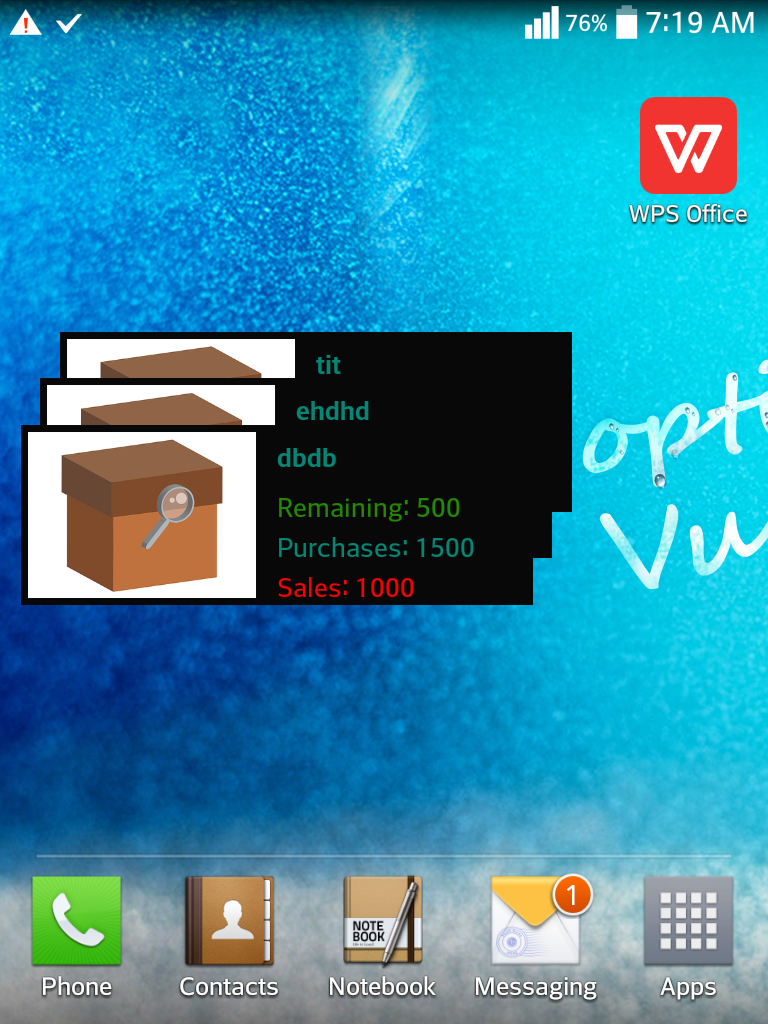 76% 7:19 AM
WPS Office
tit
ehdhd
dbdb
Remaining: 500
Purchases: 1500
Sales: 1000
opti
Vu
NOTE
BOOK
1
Phone Contacts Notebook Messaging Apps